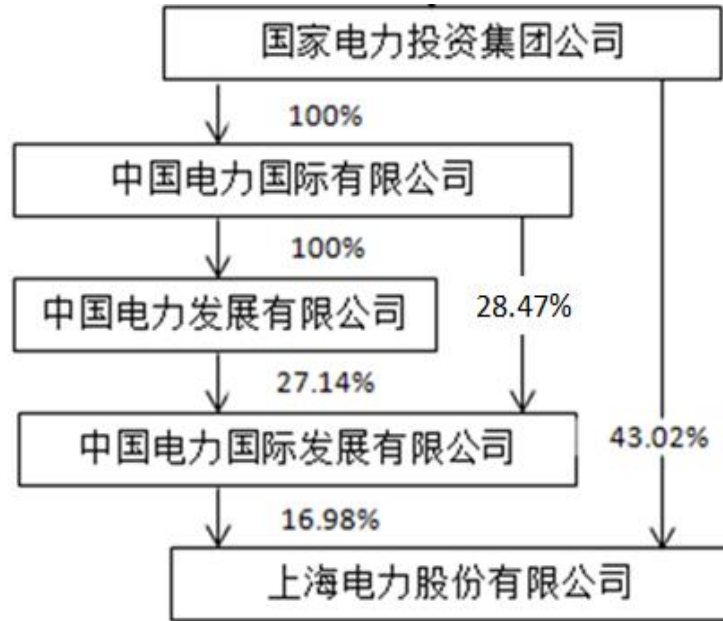 国家电力投资集团公司
100%
中国电力国际有限公司
100%
28.47%
中国电力发展有限公司
27.14%
中国电力国际发展有限公司
43.02%
16.98%
上海电力股份有限公司